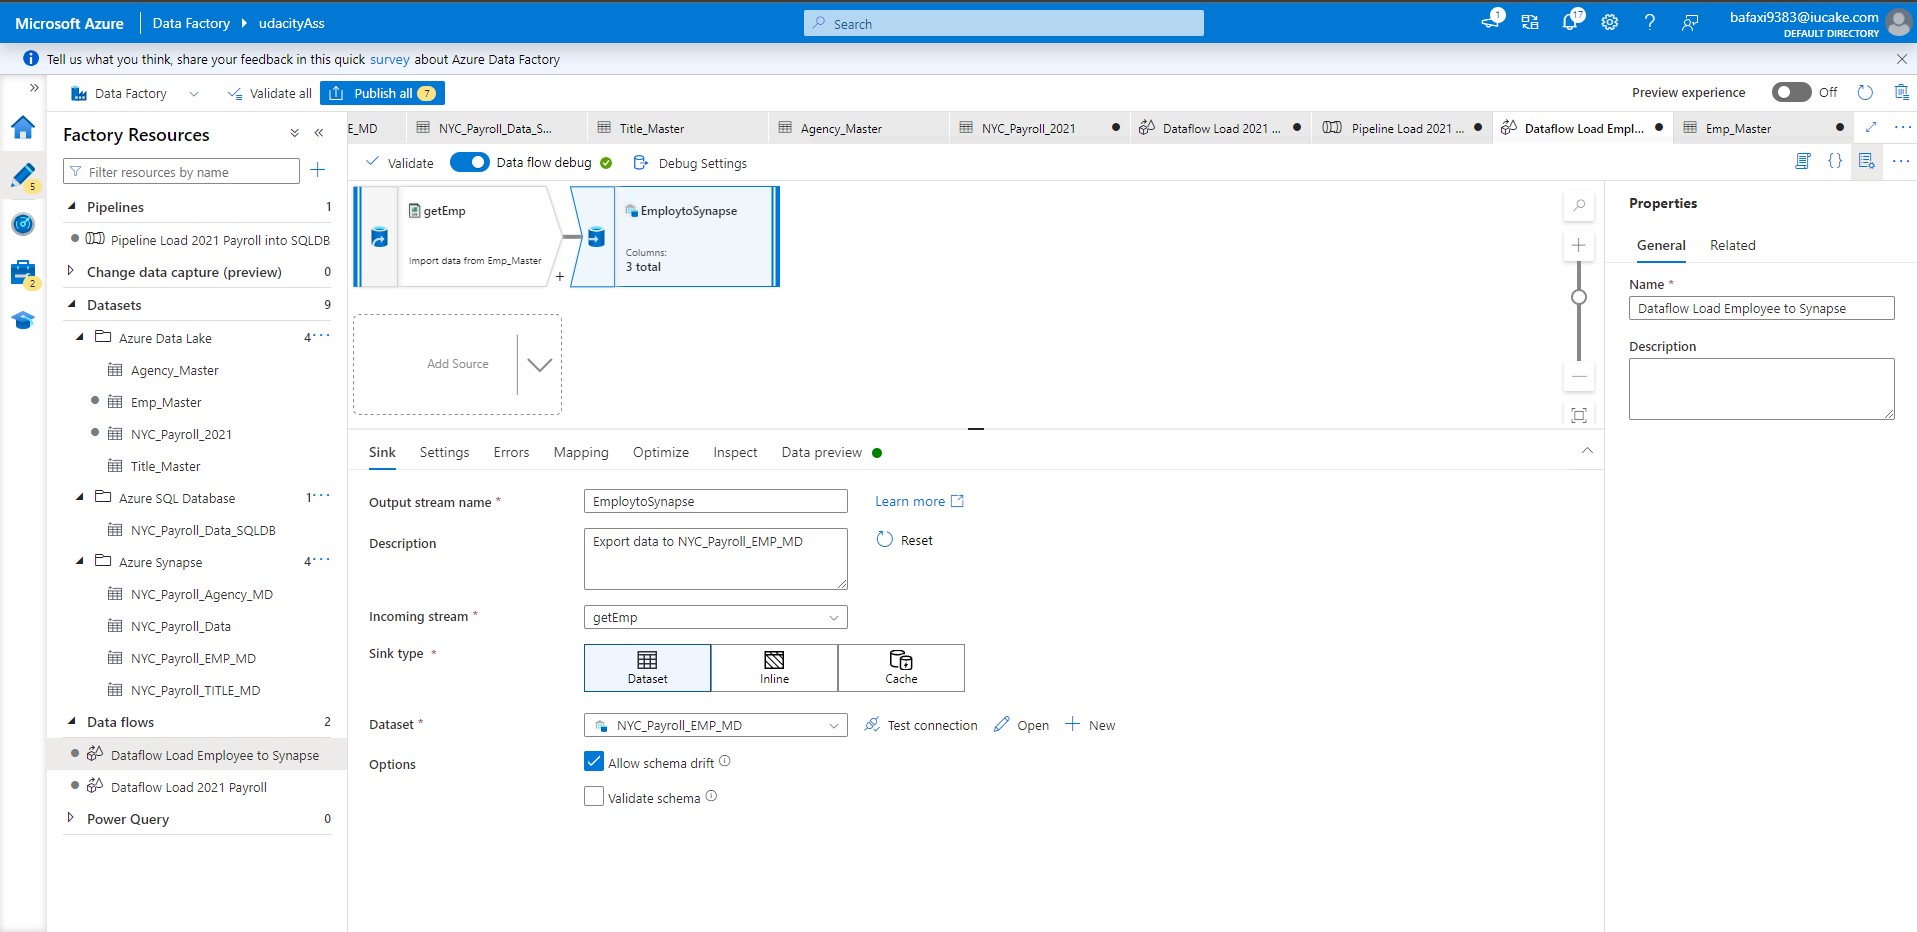 Microsoft Azure
Data Factory
udacityAss
Search
1
17
bafaxi9383@iucake.com
DEFAULT DIRECTORY
Tell us what you think, share your feedback in this quick survey about Azure Data Factory
Data Factory
Validate all
Publish all 7
Preview experience
Off
5
2
Factory Resources
Filter resources by name
Pipelines 1
Pipeline Load 2021 Payroll into SQLDB
Change data capture (preview) 0
Datasets 9
Azure Data Lake 4
Agency_Master
Emp_Master
NYC_Payroll_2021
Title_Master
Azure SQL Database 1
NYC_Payroll_Data_SQLDB
Azure Synapse 4
NYC_Payroll_Agency_MD
NYC_Payroll_Data
NYC_Payroll_EMP_MD
NYC_Payroll_TITLE_MD
Data flows 2
Dataflow Load Employee to Synapse
Dataflow Load 2021 Payroll
Power Query 0
E_MD
NYC_Payroll_Data_S...
Title_Master
Agency_Master
NYC_Payroll_2021
Dataflow Load 2021 ...
Pipeline Load 2021 ...
Dataflow Load Empl...
Emp_Master
Validate
Data flow debug
Debug Settings
getEmp
Import data from Emp_Master
EmploytoSynapse
Columns:
3 total
Add Source
Sink
Settings
Errors
Mapping
Optimize
Inspect
Data preview
Output stream name *
EmploytoSynapse
Learn more
Description
Export data to NYC_Payroll_EMP_MD
Reset
Incoming stream *
getEmp
Sink type *
Dataset
Inline
Cache
Dataset *
NYC_Payroll_EMP_MD
Test connection
Open
New
Options
Allow schema drift
Validate schema
Properties
General
Related
Name *
Dataflow Load Employee to Synapse
Description